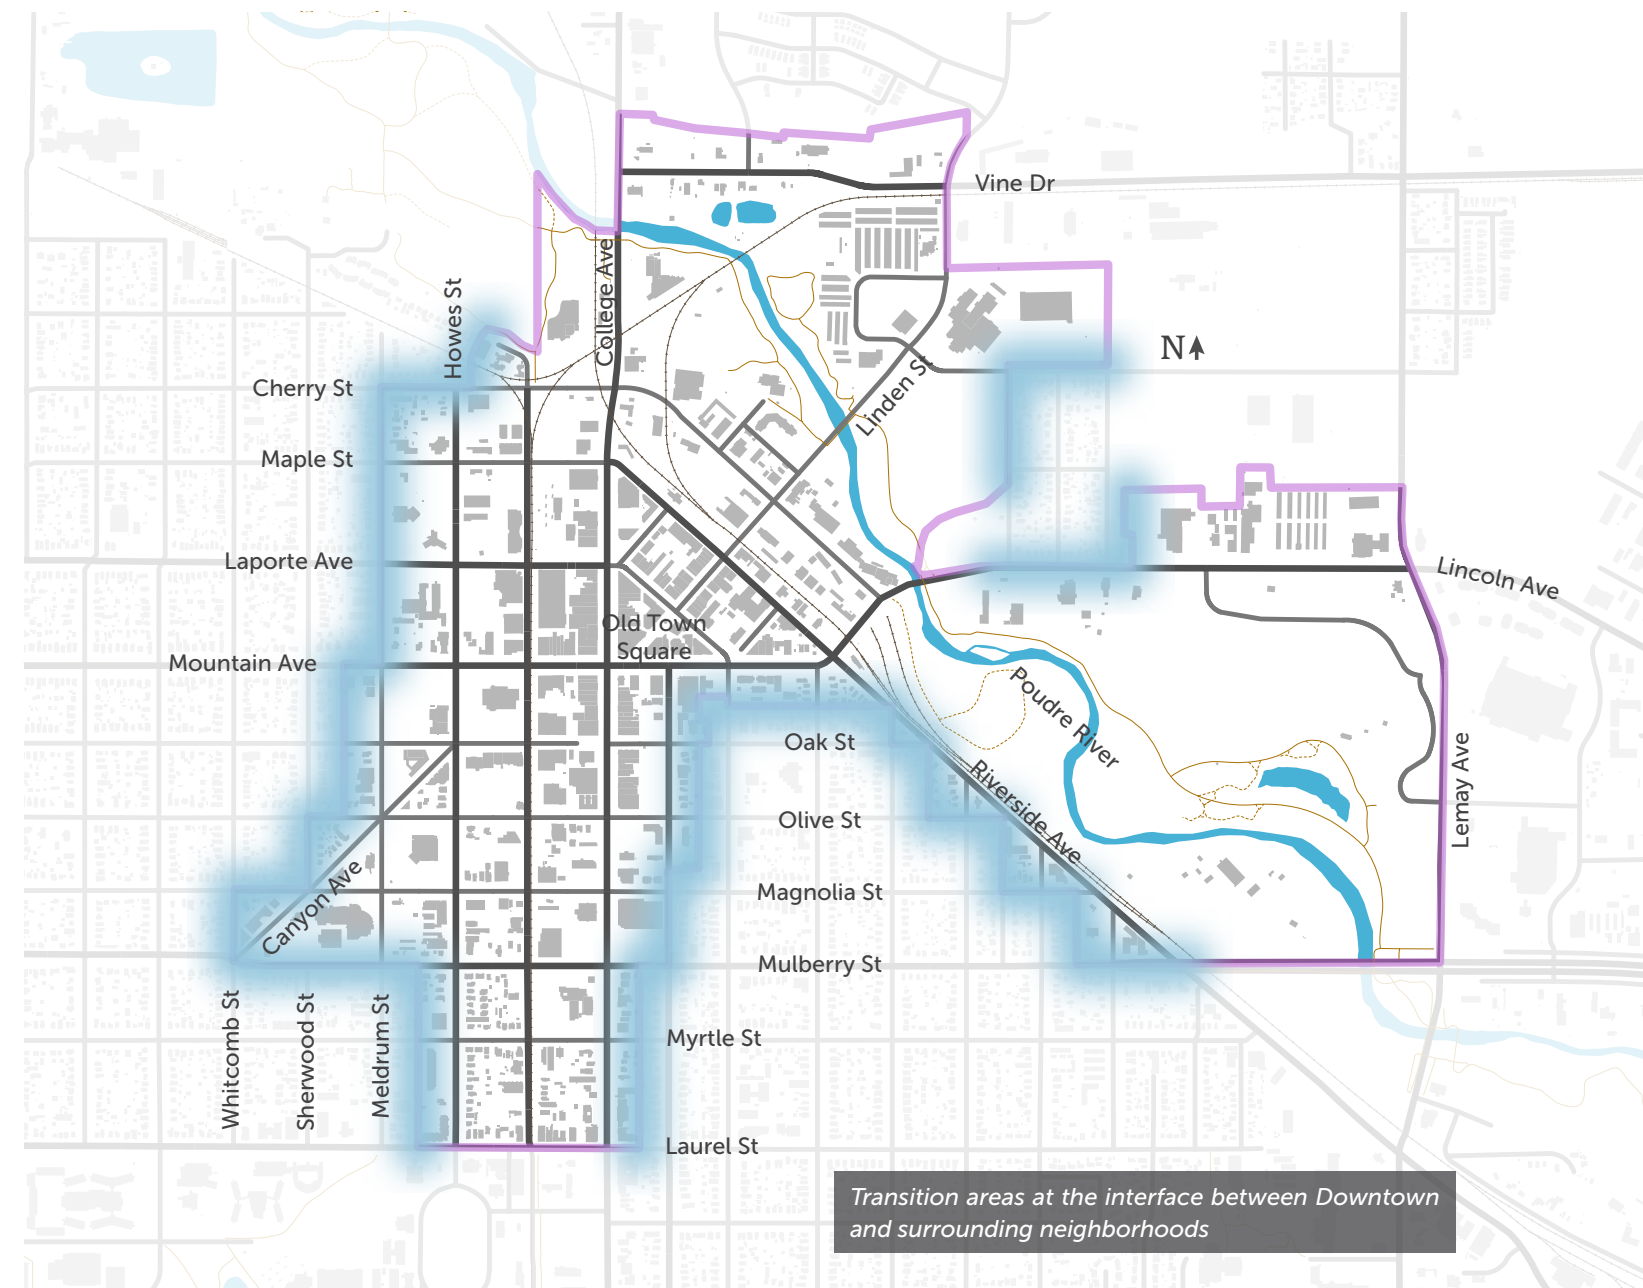 Vine Dr
College Ave
Howes St
N
Cherry St
Linden St
Maple St
Laporte Ave
Lincoln Ave
Old Town
Square
Mountain Ave
Poudre River
Oak St
Riverside Ave
Lemay Ave
Olive St
Canyon Ave
Magnolia St
Mulberry St
Whitcomb St
Sherwood St
Meldrum St
Myrtle St
Laurel St
Transition areas at the interface between Downtown
and surrounding neighborhoods